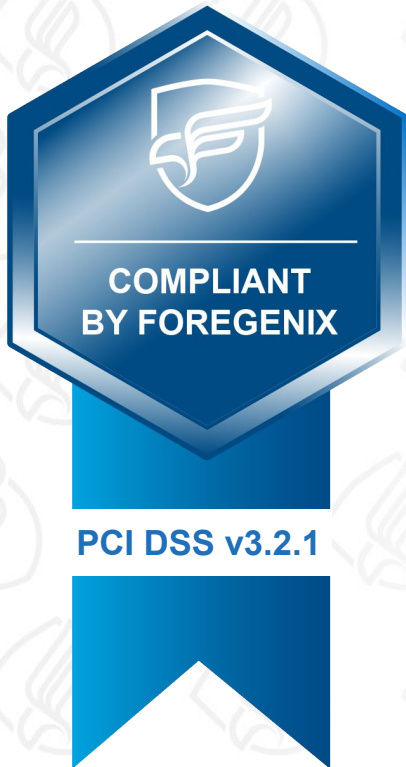 COMPLIANT
BY FOREGENIX
PCI DSS v3.2.1